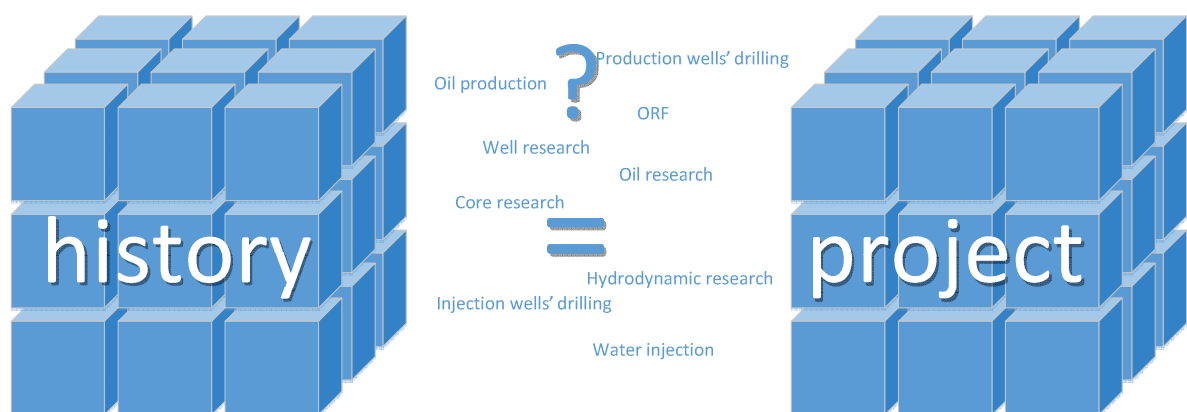 ?
Production wells’ drilling
Oil production
ORF
Well research
Oil research
Core research
=
history
project
Hydrodynamic research
Injection wells’ drilling
Water injection